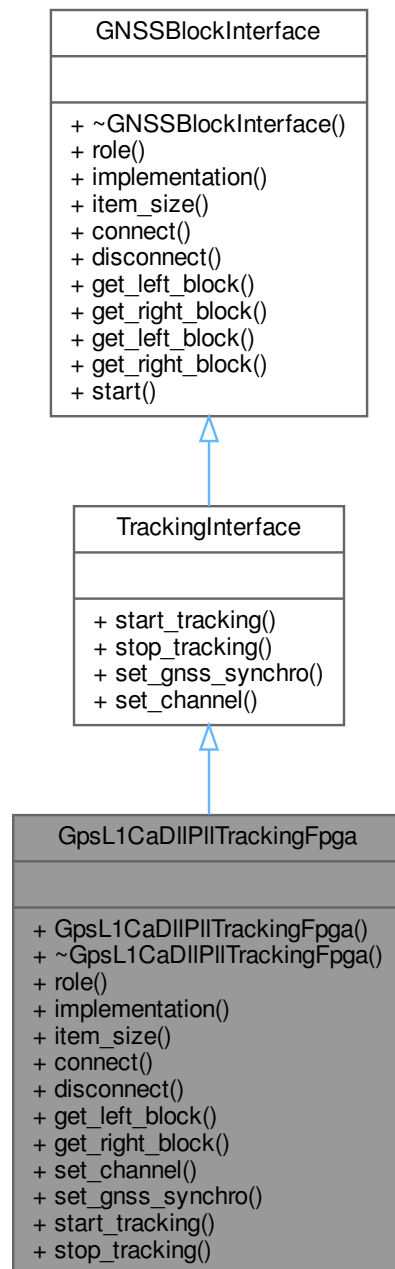 GNSSBlockInterface
+ ~GNSSBlockInterface()
+ role()
+ implementation()
+ item_size()
+ connect()
+ disconnect()
+ get_left_block()
+ get_right_block()
+ get_left_block()
+ get_right_block()
+ start()
TrackingInterface
+ start_tracking()
+ stop_tracking()
+ set_gnss_synchro()
+ set_channel()
GpsL1CaDllPllTrackingFpga
+ GpsL1CaDllPllTrackingFpga()
+ ~GpsL1CaDllPllTrackingFpga()
+ role()
+ implementation()
+ item_size()
+ connect()
+ disconnect()
+ get_left_block()
+ get_right_block()
+ set_channel()
+ set_gnss_synchro()
+ start_tracking()
+ stop_tracking()